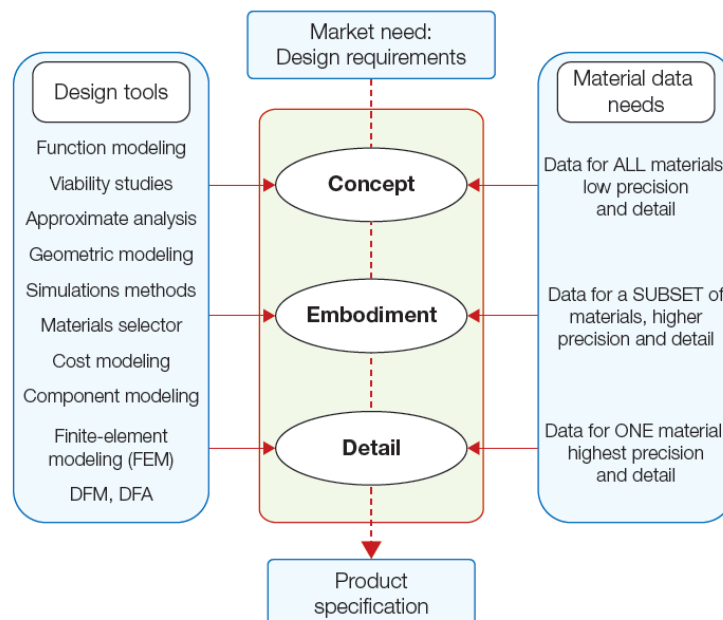 Market need:
Design requirements
Design tools
Function modeling
Viability studies
Approximate analysis
Geometric modeling
Simulations methods
Materials selector
Cost modeling
Component modeling
Finite-element
modeling (FEM)
DFM, DFA
Concept
Embodiment
Detail
Material data
needs
Data for ALL materials,
low precision
and detail
Data for a SUBSET of
materials, higher
precision and detail
Data for ONE material,
highest precision
and detail
Product
specification